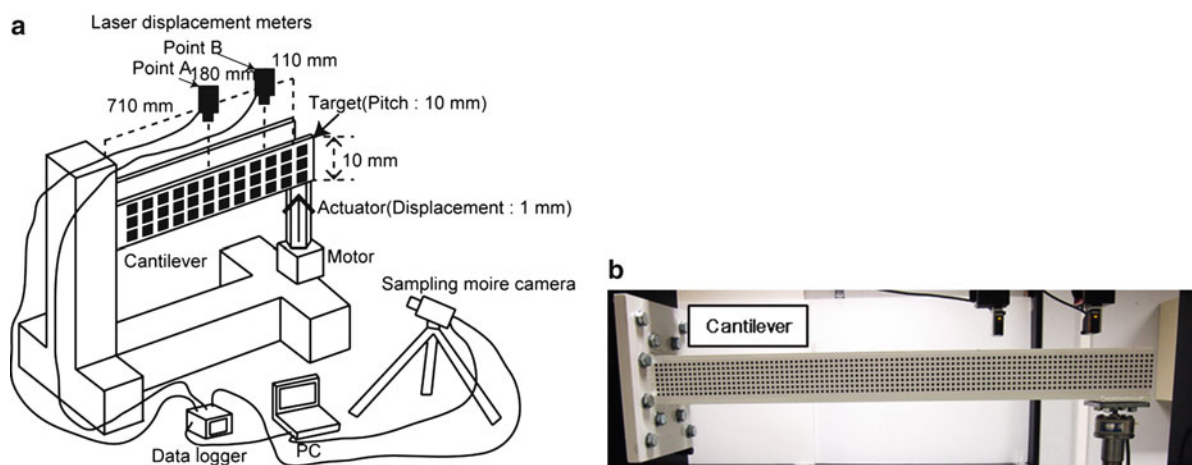 a
Laser displacement meters
Point B
110 mm
Point A
180 mm
710 mm
Target(Pitch : 10 mm)
10 mm
Actuator(Displacement : 1 mm)
Cantilever
Motor
Sampling moire camera
PC
Data logger
b
Cantilever